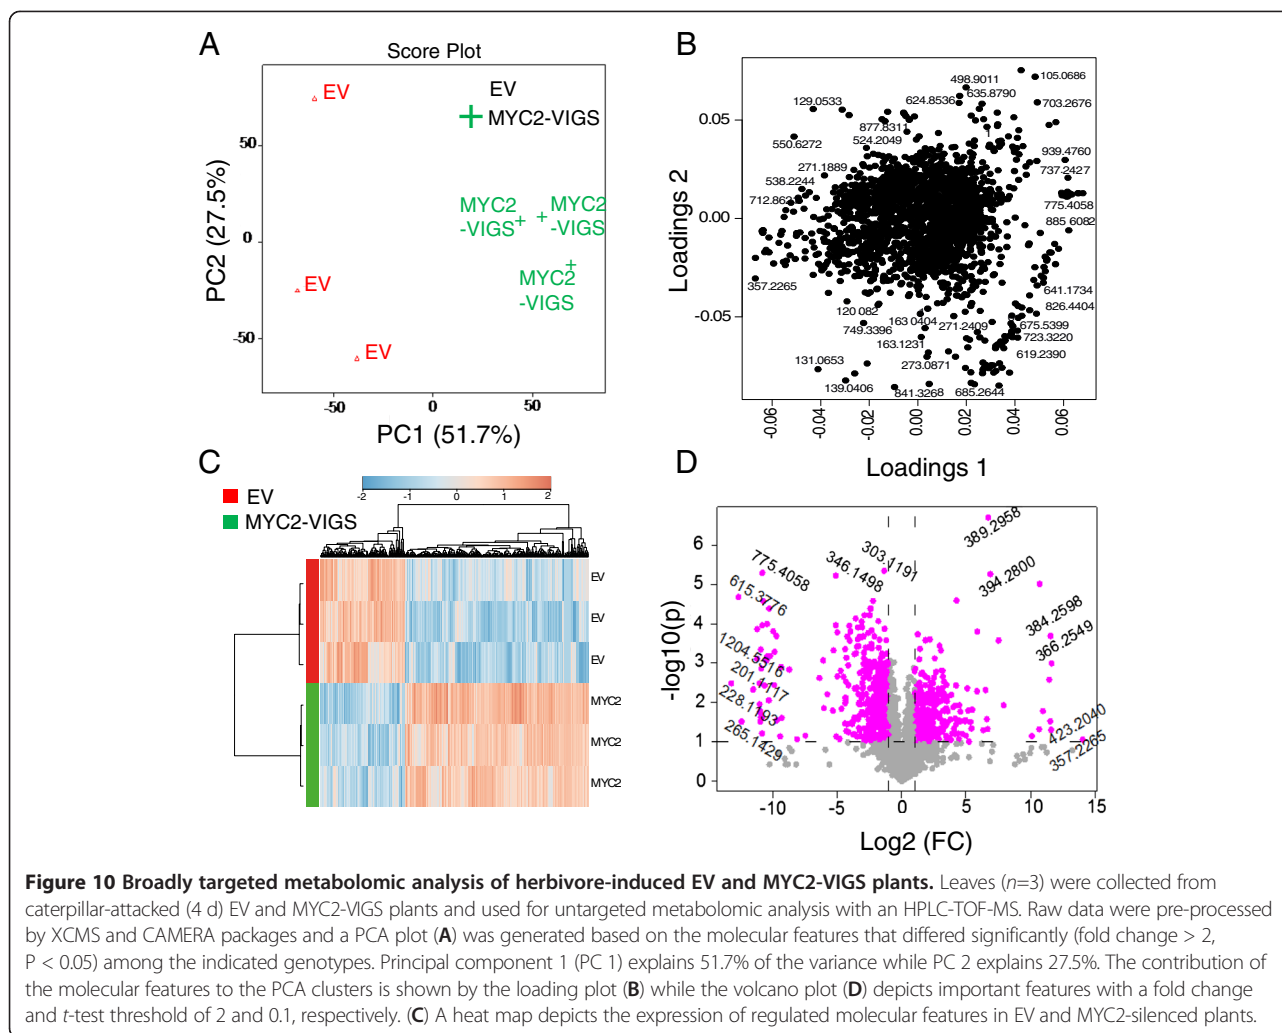 A
Score Plot
EV
EV
MYC2-VIGS
50
MYC2
-VIGS
MYC2
-VIGS
0
MYC2
-VIGS
EV
-50
EV
-50
0
50
PC2 (27.5%)
PC1 (51.7%)
B
498.9011
105.0686
635.8790
624.8536
703.2676
129.0533
0.05
877.8311
550.6272
524.2049
939.4760
271.1889
737.2427
538.2244
712.862
775.4058
0.00
885 6082
357.2265
641.1734
120 082
826.4404
163 0404
271.2409
675.5399
-0.05
749.3396
163.1231
723.3220
619.2390
131.0653
273.0871
139.0406
841.3268
685.2644
-0.06
-0.04
-0.02
0.00
0.02
0.04
0.06
Loadings 2
Loadings 1
C
EV
MYC2-VIGS
-2
-1
0
1
2
EV
EV
EV
MYC2
MYC2
MYC2
D
389.2958
6
303.1191
775.4058
346.1498
394.2800
5
615.3776
384.2598
4
366.2549
1204.5516
3
201.1117
2
228.1193
423.2040
265.1429
357.2265
1
0
-10
-5
0
5
10
15
-log10(p)
Log2 (FC)
Figure 10 Broadly targeted metabolomic analysis of herbivore-induced EV and MYC2-VIGS plants. Leaves (n=3) were collected from
caterpillar-attacked (4 d) EV and MYC2-VIGS plants and used for untargeted metabolomic analysis with an HPLC-TOF-MS. Raw data were pre-processed
by XCMS and CAMERA packages and a PCA plot (A) was generated based on the molecular features that differed significantly (fold change > 2,
P < 0.05) among the indicated genotypes. Principal component 1 (PC 1) explains 51.7% of the variance while PC 2 explains 27.5%. The contribution of
the molecular features to the PCA clusters is shown by the loading plot (B) while the volcano plot (D) depicts important features with a fold change
and t-test threshold of 2 and 0.1, respectively. (C) A heat map depicts the expression of regulated molecular features in EV and MYC2-silenced plants.